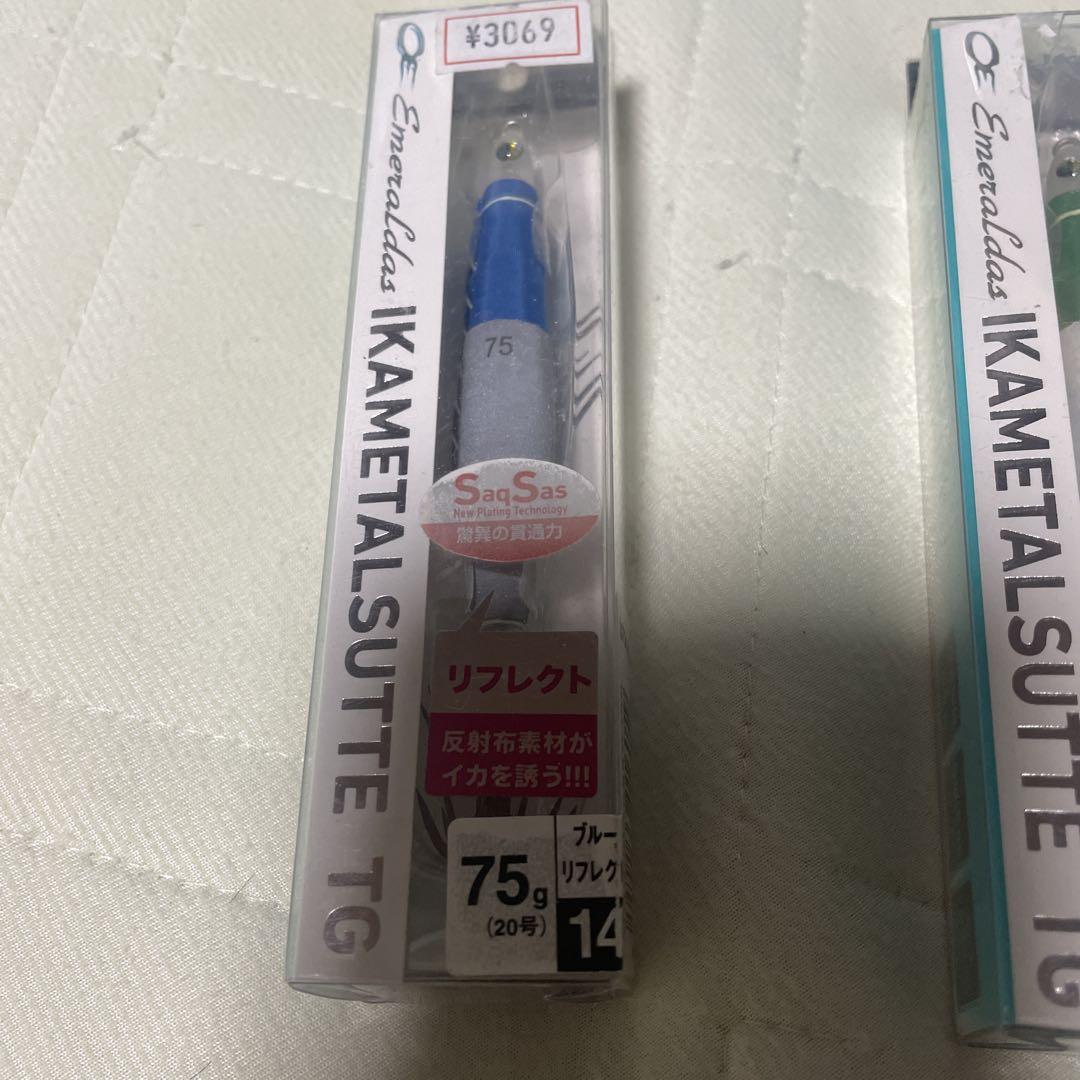 ¥3069
Emeraldas IKAMETALSUTTE TG
75
SaqSas
New Plating Technology
驚異の貫通力
リフレクト
反射布素材が
イカを誘う!!!
75g
(20号)
ブルー
リフレク
14
Emeraldas IKAMETALSUTTE TG